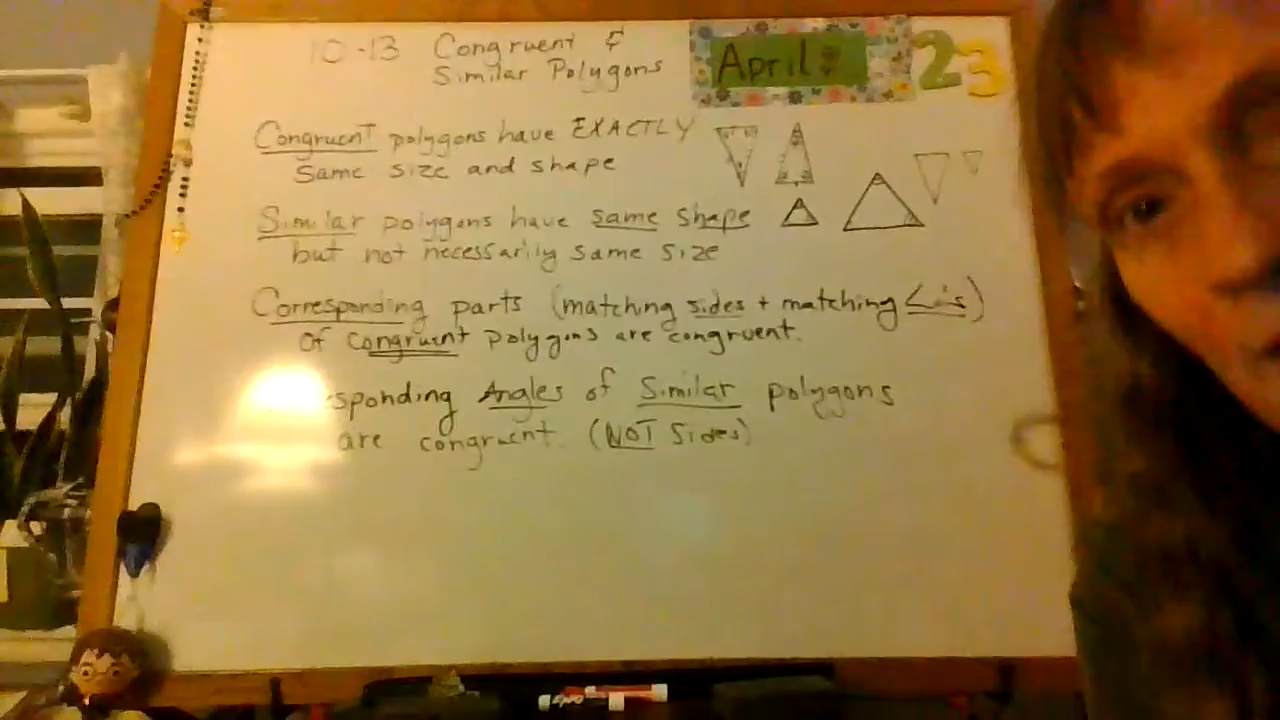 10-13 Congruent &
Similar Polygons
April
23
Congruent polygons have EXACTLY
same size and shape
Similar polygons have same shape
but not necessarily same size
Corresponding parts (matching sides + matching ∠'s)
of congruent polygons are congruent.
sponding Angles of Similar polygons
are congruent. (NOT Sides)
EXPO